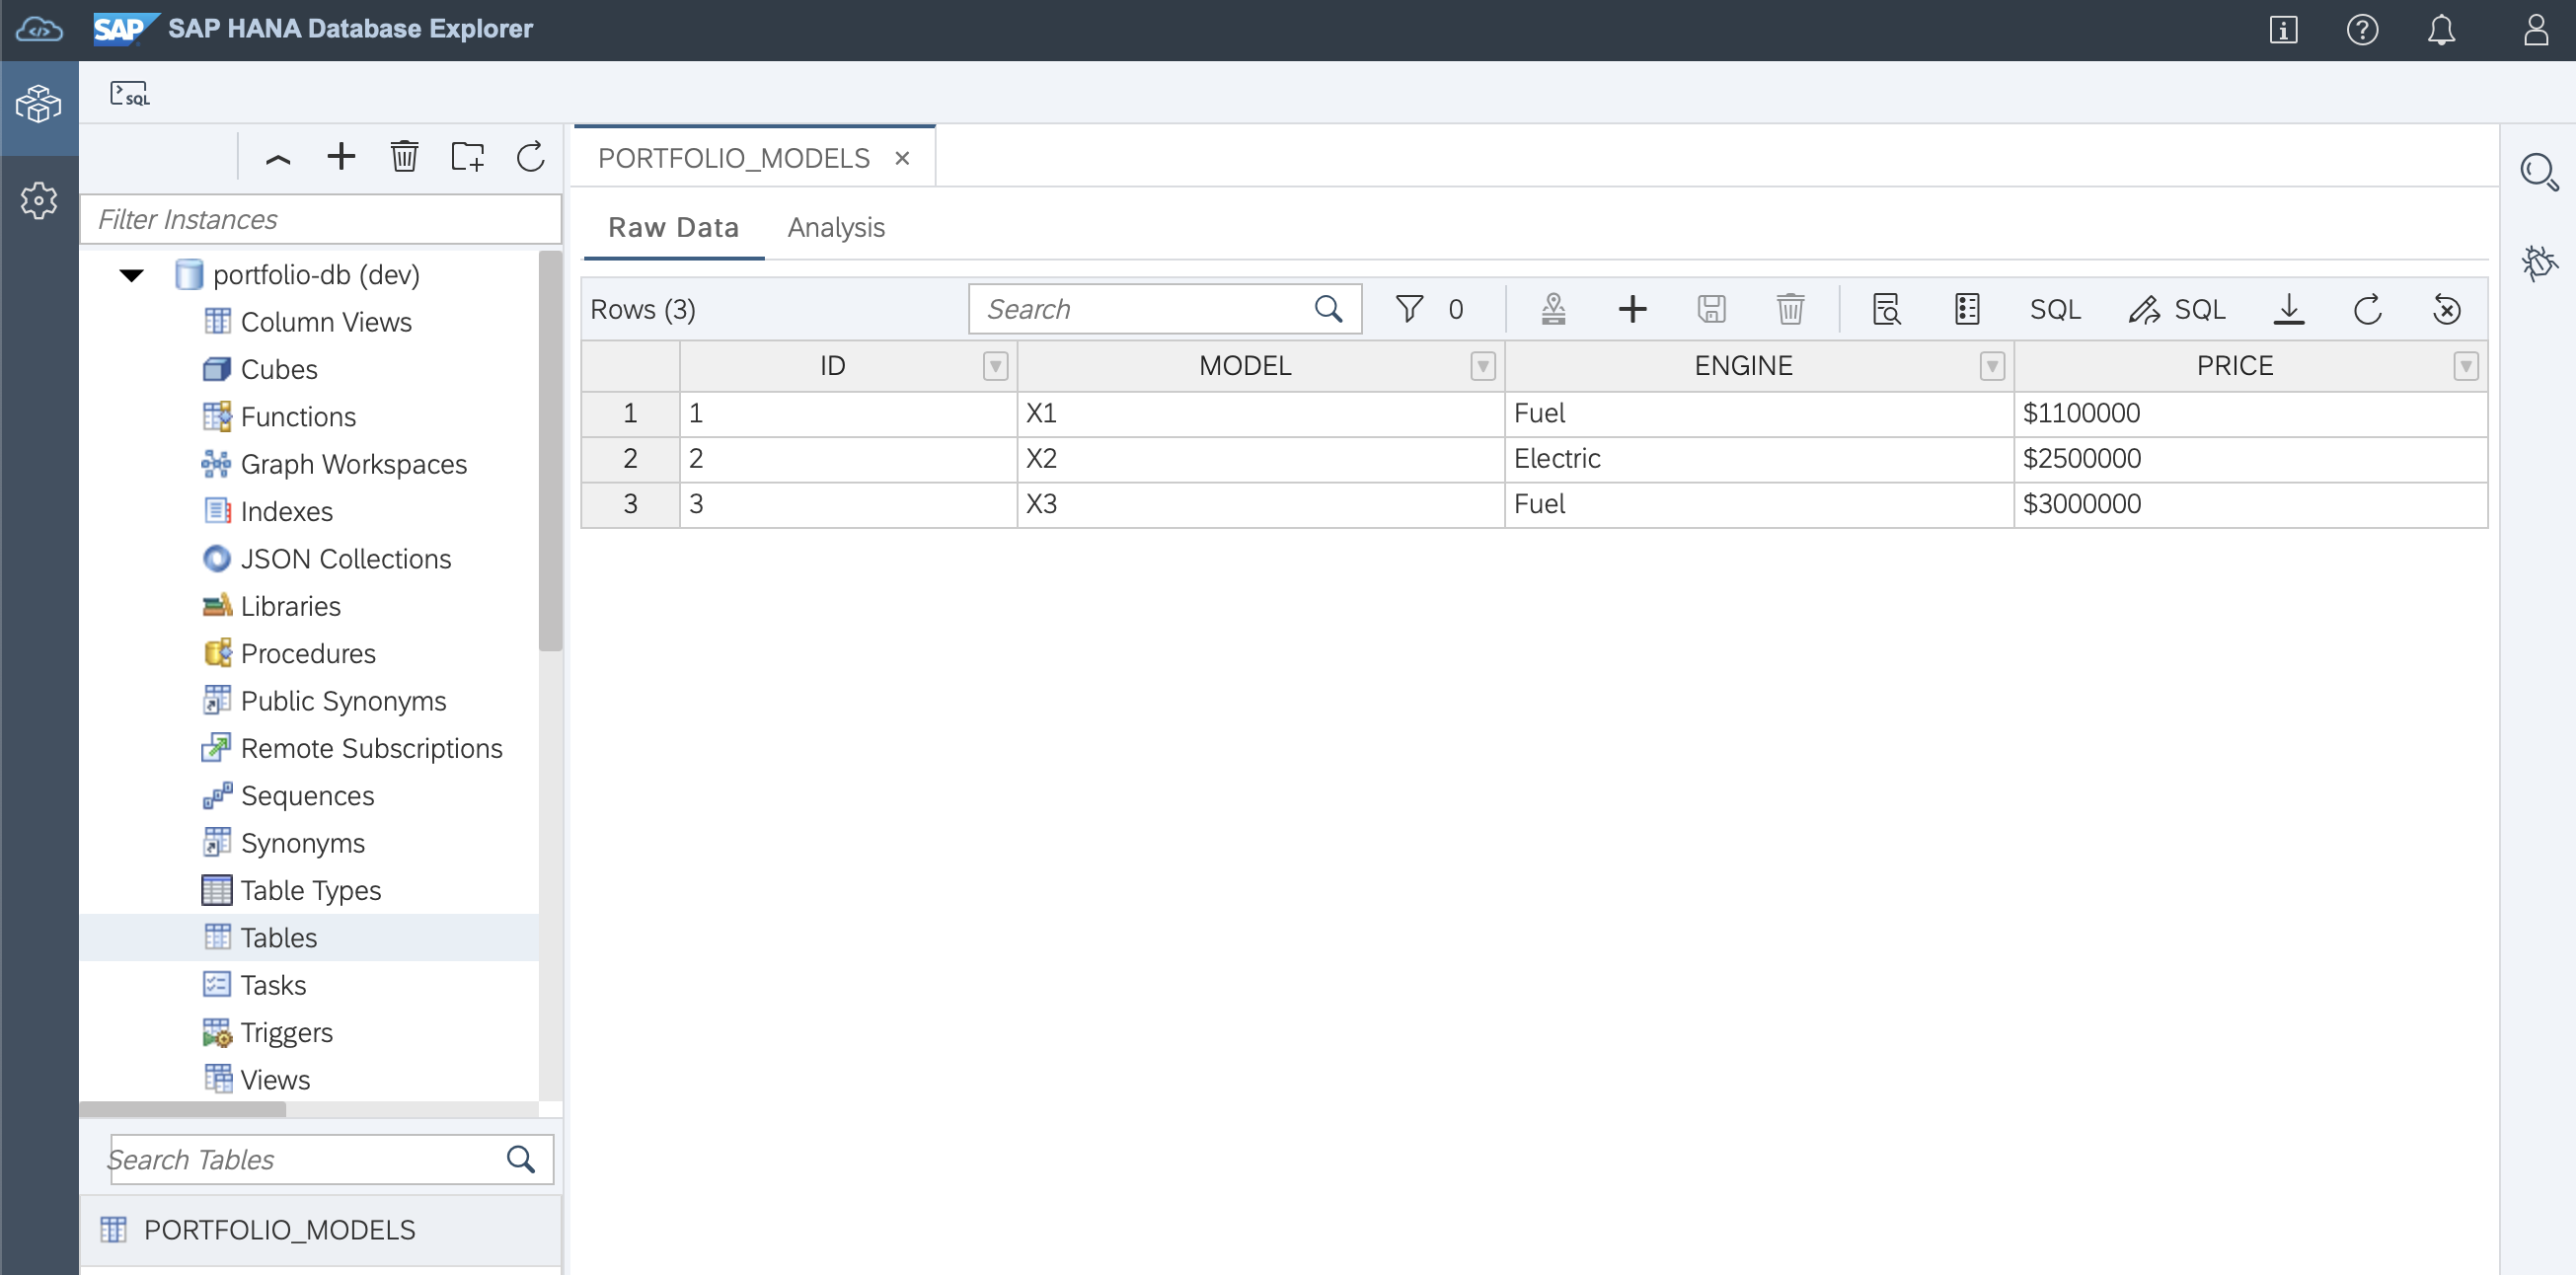 SAP SAP HANA Database Explorer
SQL
Filter Instances
portfolio-db (dev)
Column Views
Cubes
Functions
Graph Workspaces
Indexes
JSON Collections
Libraries
Procedures
Public Synonyms
Remote Subscriptions
Sequences
Synonyms
Table Types
Tables
Tasks
Triggers
Views
Search Tables
PORTFOLIO_MODELS
PORTFOLIO_MODELS
Raw Data Analysis
Rows (3) Search 0 SQL SQL
ID MODEL ENGINE PRICE
1 1 X1 Fuel $1100000
2 2 X2 Electric $2500000
3 3 X3 Fuel $3000000